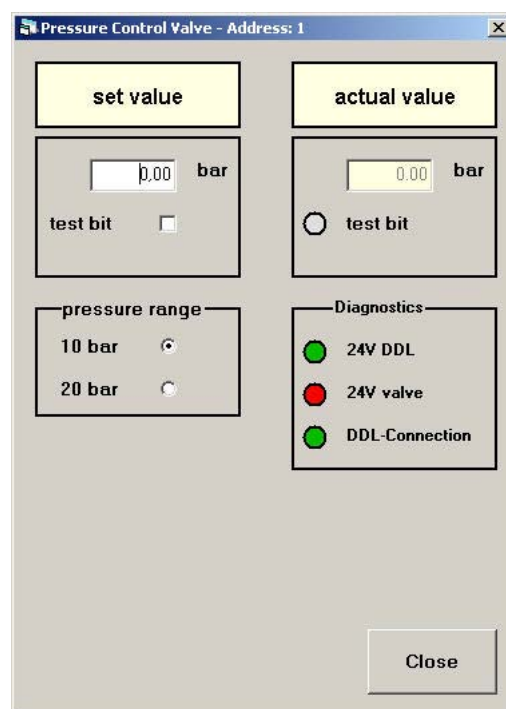 Pressure Control Valve - Address: 1
set value
actual value
0,00 bar
0.00 bar
test bit
test bit
pressure range
10 bar
20 bar
Diagnostics
24V DDL
24V valve
DDL-Connection
Close